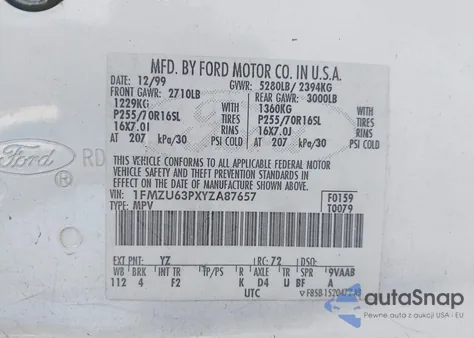 MFD. BY FORD MOTOR CO. IN U.S.A.
DATE: 12/99 GVWR: 5280LB/ 2394KG
FRONT GAWR: 2710LB REAR GAWR: 3000LB
1229KG WITH 1360KG WITH
P255/70R16SL TIRES P255/70R16SL TIRES
16X7.0J RIMS 16X7.0J RIMS
AT 207 kPa/30 PSI COLD AT 207 kPa/30 PSI COLD
THIS VEHICLE CONFORMS TO ALL APPLICABLE FEDERAL MOTOR
VEHICLE SAFETY AND THEFT PREVENTION STANDARDS IN EFFECT ON THE DATE OF MANUFACTURE SHOWN ABOVE.
VIN: 1FMZU63PXYZA87657 F0159
TYPE: MPV T0079
EXT PNT: YZ RC: 72 DSO:
WB BRK INT TR TP/PS R AXLE TR SPR 9VAAB
112 4 F2 K D4 U BF A
UTC
Ford
RD
autoSnap
Pewne auta z USA i Kanady